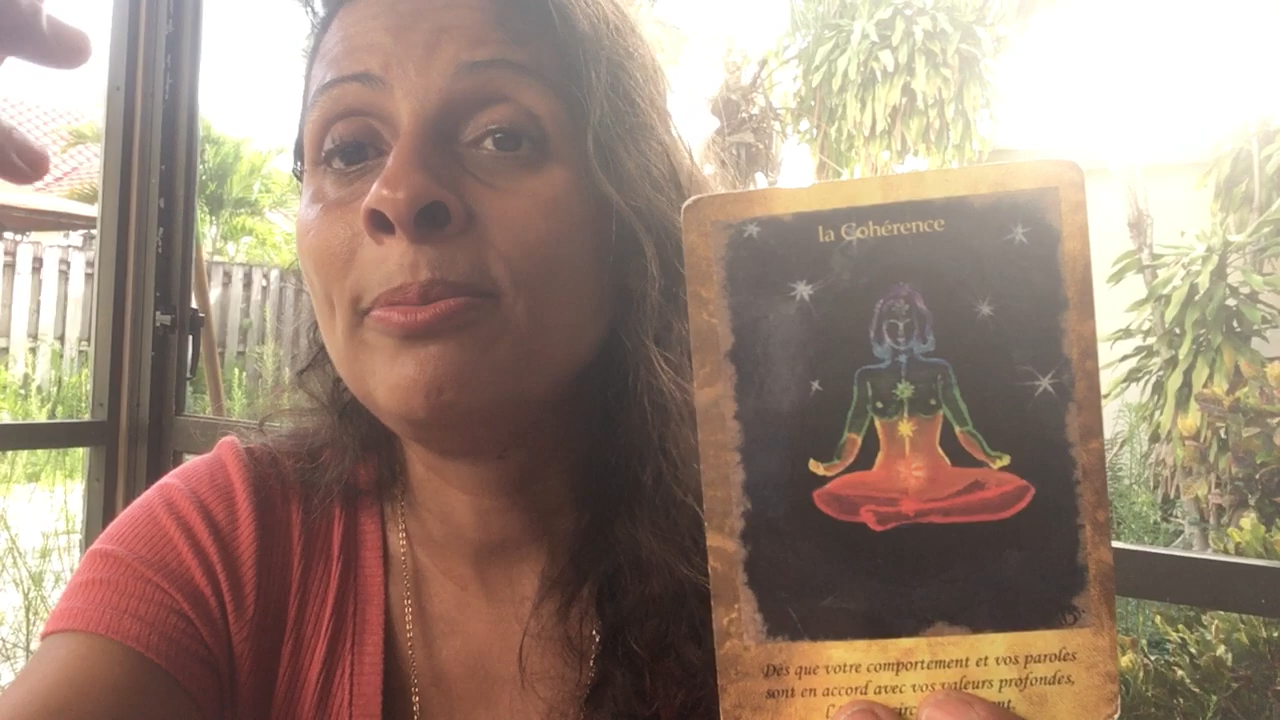 la Cohérence
Dès que votre comportement et vos paroles
sont en accord avec vos valeurs profondes,